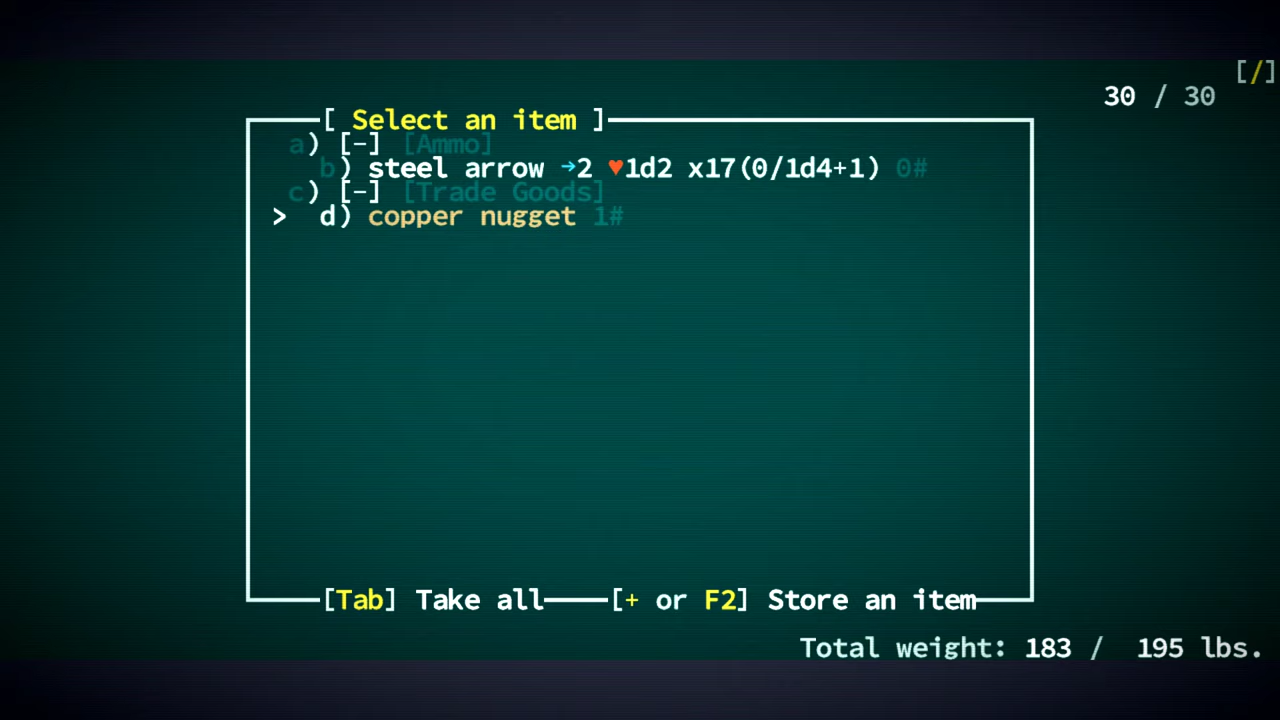 [/]
30 / 30
[ Select an item ]
a) [-] [Ammo]
b) steel arrow →2 ♥1d2 x17(0/1d4+1) 0#
c) [-] [Trade Goods]
> d) copper nugget 1#
[Tab] Take all [+ or F2] Store an item
Total weight: 183 / 195 lbs.